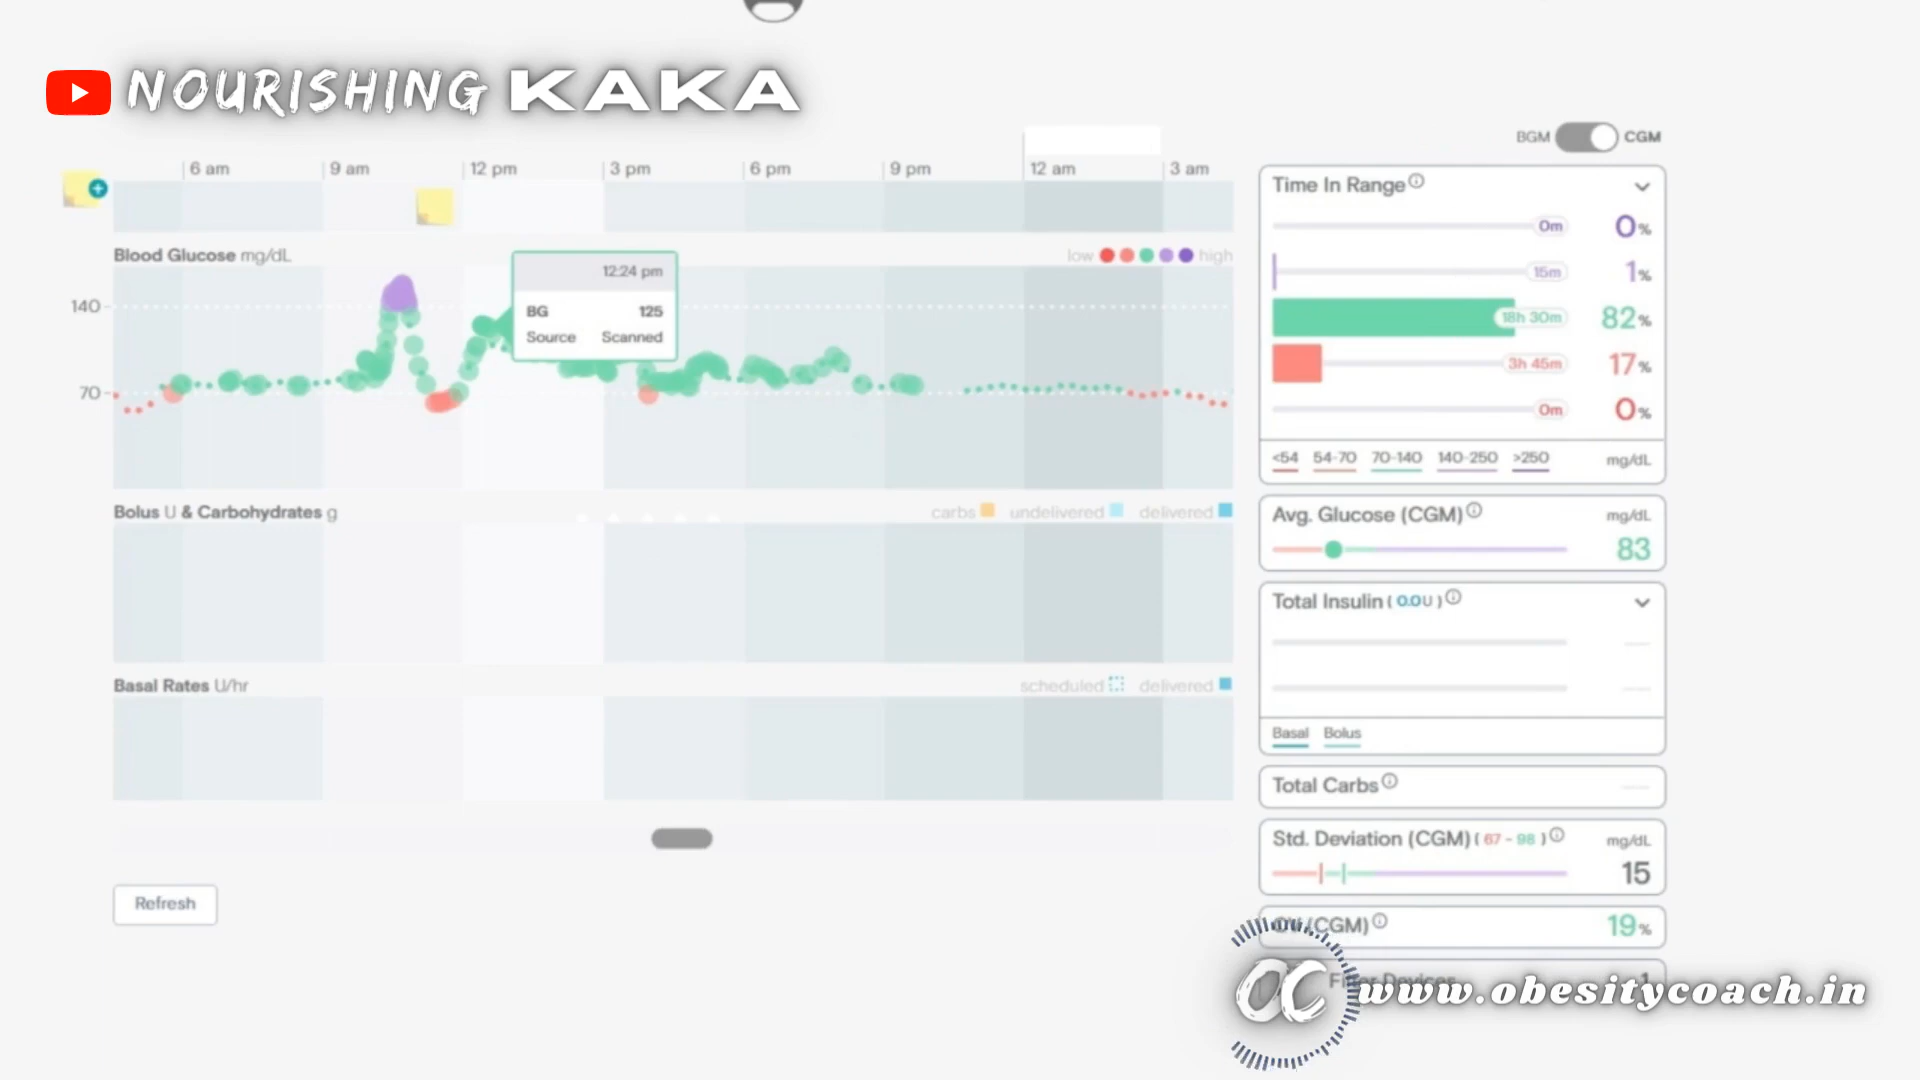 NOURISHING KAKA
BGM CGM
6 am 9 am 12 pm 3 pm 6 pm 9 pm 12 am 3 am
Blood Glucose mg/dL
low high
140
70
12:24 pm
BG 125
Source Scanned
Bolus U & Carbohydrates g
carbs undelivered delivered
Basal Rates U/hr
scheduled delivered
Refresh
Time In Range
0m 0%
15m 1%
18h 30m 82%
3h 45m 17%
0m 0%
<54 54-70 70-140 140-250 >250 mg/dL
Avg. Glucose (CGM) mg/dL
83
Total Insulin ( 0.0U )
Basal Bolus
Total Carbs
Std. Deviation (CGM) ( 67 - 98 ) mg/dL
15
(CGM) 19%
OC www.obesitycoach.in